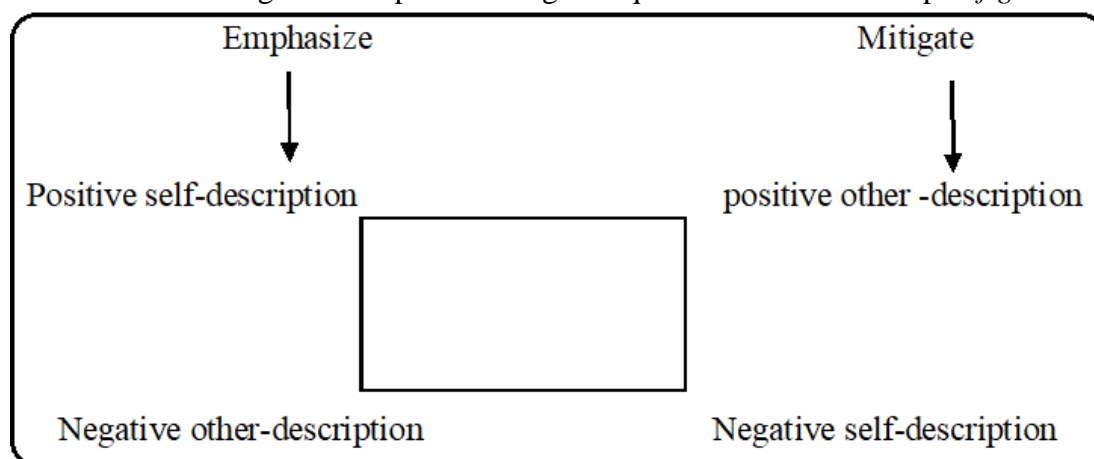 Emphasize Mitigate
Positive self-description positive other -description
Negative other-description Negative self-description